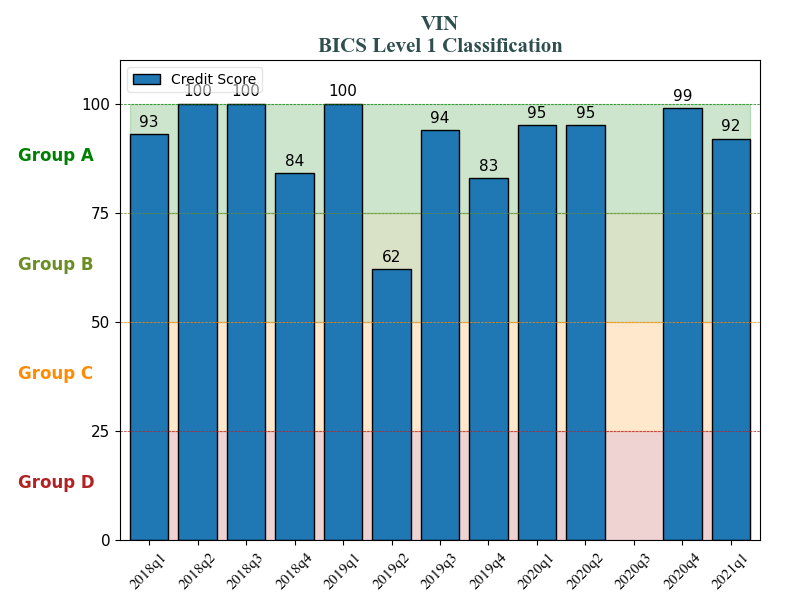 VIN
BICS Level 1 Classification
Credit Score
100
75
50
25
0
Group A
Group B
Group C
Group D
93
100
100
84
100
62
94
83
95
95
99
92
2018q1
2018q2
2018q3
2018q4
2019q1
2019q2
2019q3
2019q4
2020q1
2020q2
2020q3
2020q4
2021q1